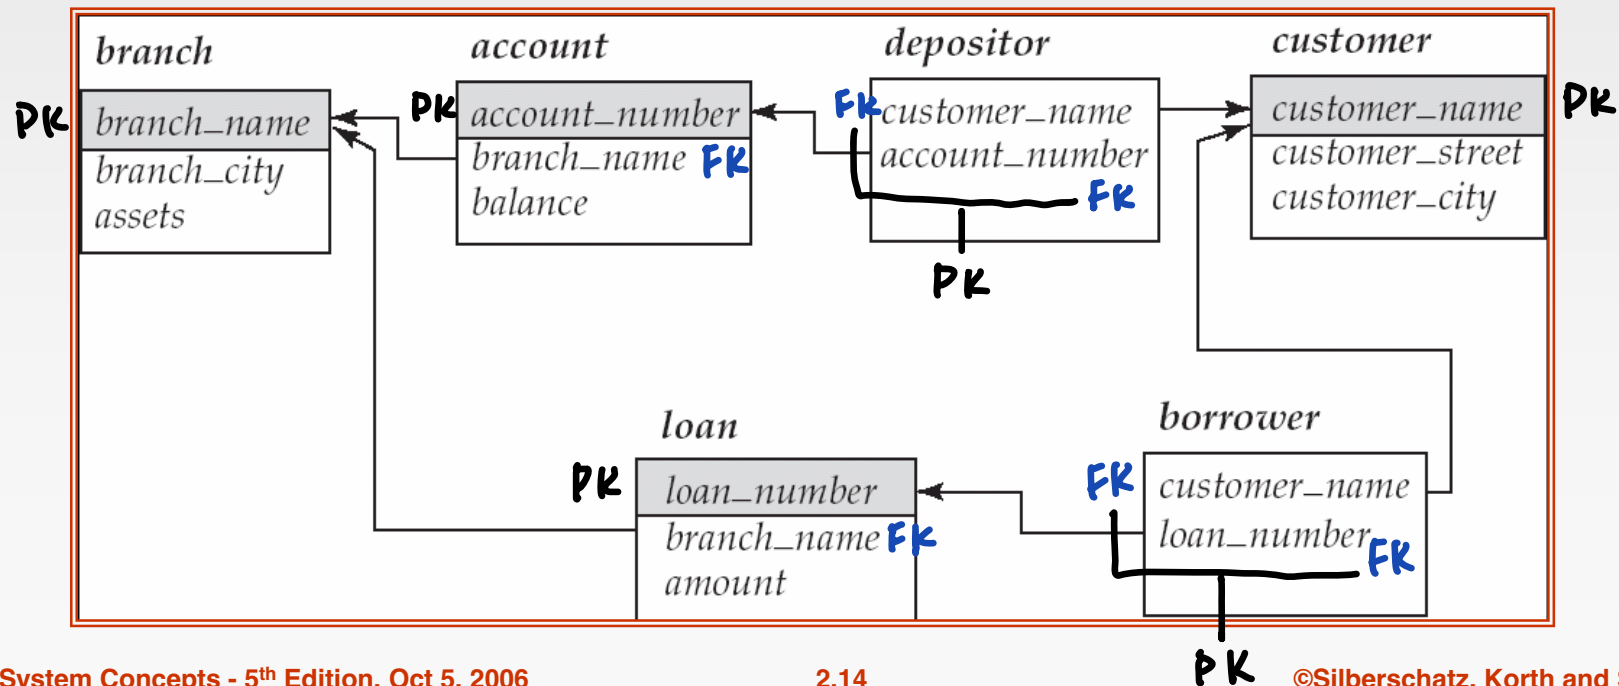 branch
PK
branch_name
branch_city
assets
account
PK
account_number
branch_name FK
balance
depositor
FK
customer_name
account_number
FK
PK
customer
customer_name
PK
customer_street
customer_city
loan
PK
loan_number
branch_name FK
amount
borrower
FK
customer_name
loan_number
FK
PK
System Concepts - 5th Edition, Oct 5, 2006
2.14
©Silberschatz, Korth and